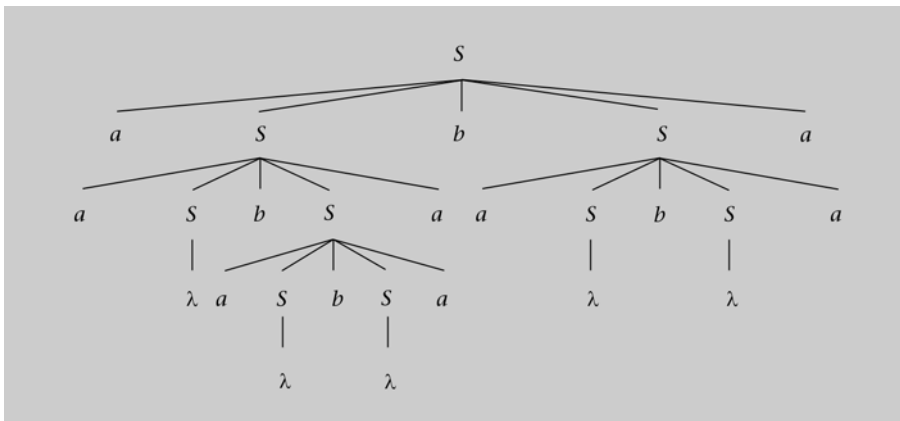 S
a S b S a
a S b S a a S b S a
λ a S b S a λ λ
λ λ